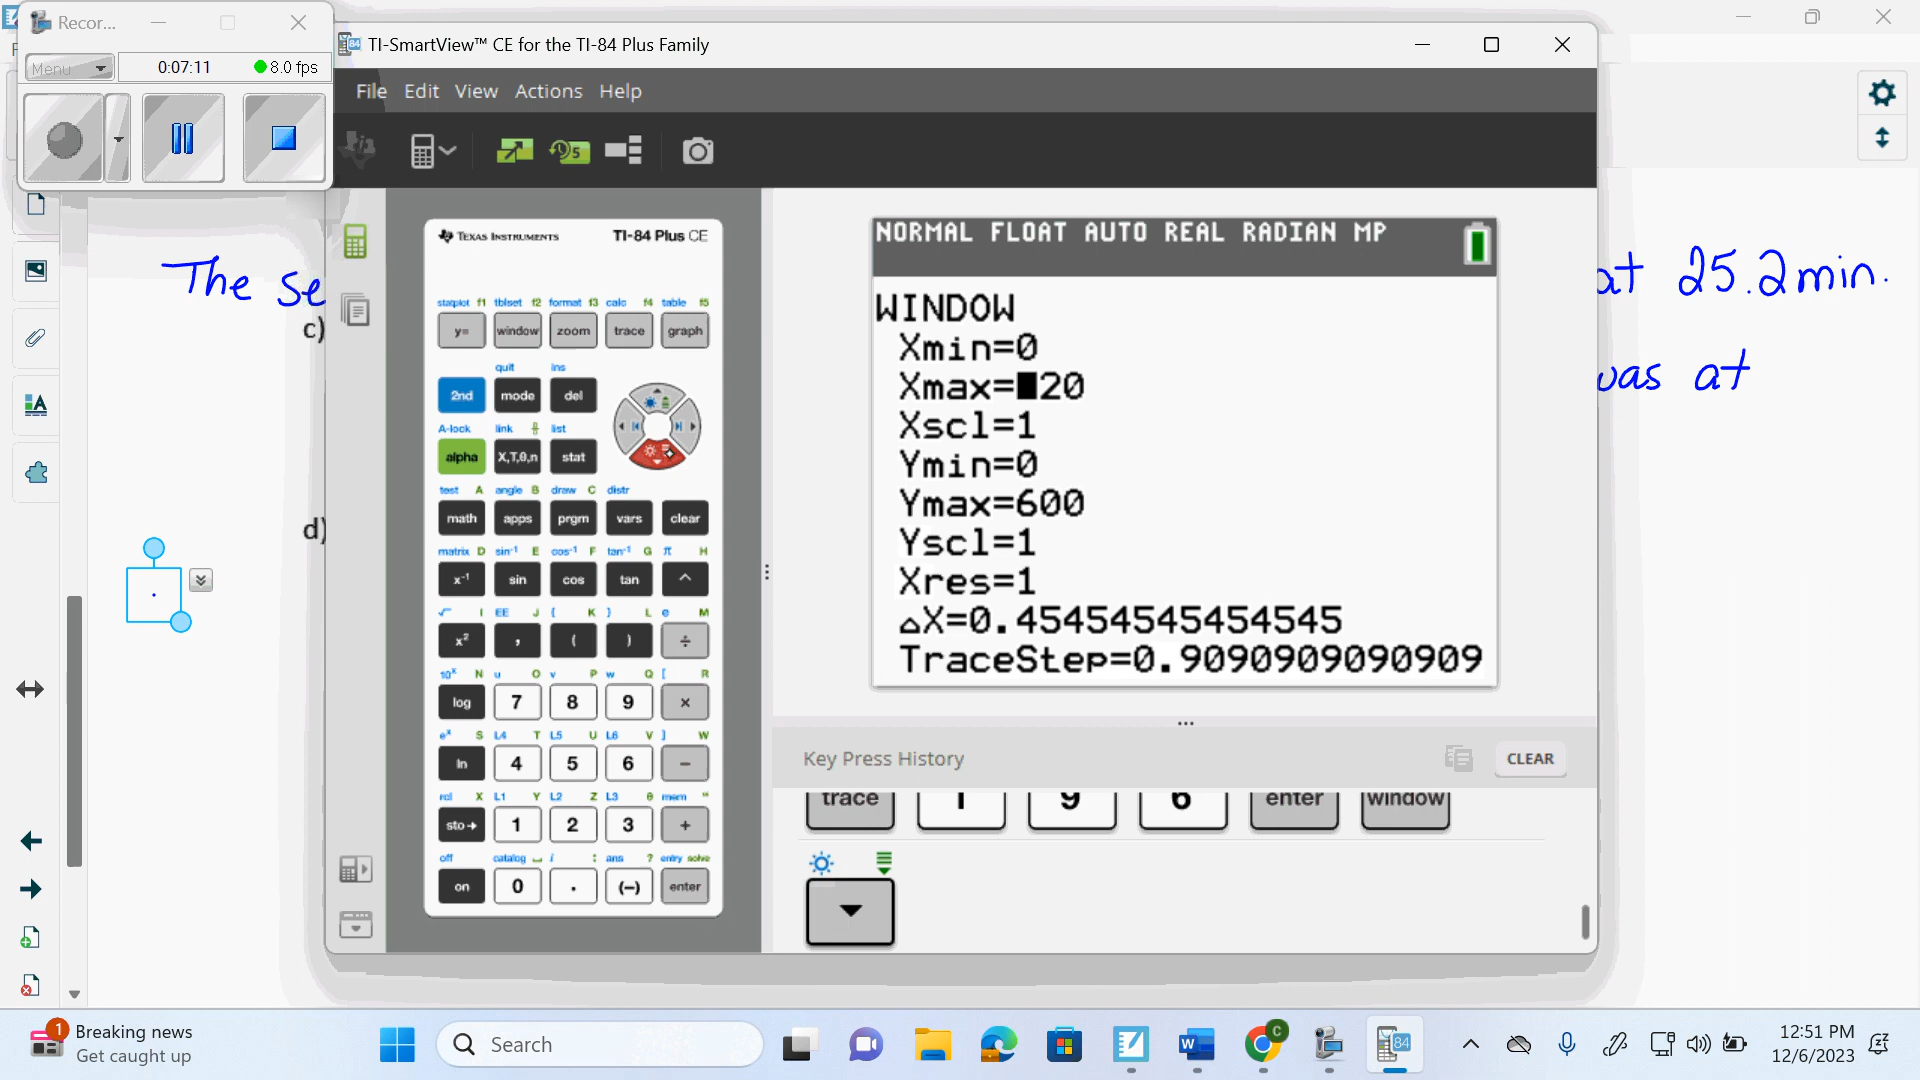 Recor...
Menu
0:07:11
8.0 fps
TI-SmartView™ CE for the TI-84 Plus Family
File Edit View Actions Help
The se
at 25.2min.
c)
was at
d)
TEXAS INSTRUMENTS TI-84 Plus CE
statplot f1 tblset f2 format f3 calc f4 table f5
y= window zoom trace graph
quit ins
2nd mode del
A-lock link list
alpha X,T,θ,n stat
test A angle B draw C distr
math apps prgm vars clear
matrix D sin⁻¹ E cos⁻¹ F tan⁻¹ G π H
x⁻¹ sin cos tan ^
√ I EE J { K } L e M
x² , ( ) ÷
10ˣ N u O v P w Q [ R
log 7 8 9 ×
eˣ S L4 T L5 U L6 V ] W
ln 4 5 6 −
rcl X L1 Y L2 Z L3 θ mem "
sto→ 1 2 3 +
off catalog ␣ i : ans ? entry solve
on 0 . (−) enter
NORMAL FLOAT AUTO REAL RADIAN MP
WINDOW
Xmin=0
Xmax=20
Xscl=1
Ymin=0
Ymax=600
Yscl=1
Xres=1
△X=0.45454545454545
TraceStep=0.9090909090909
Key Press History
CLEAR
trace 1 9 6 enter window
1 Breaking news
Get caught up
Search
C
84
12:51 PM
12/6/2023